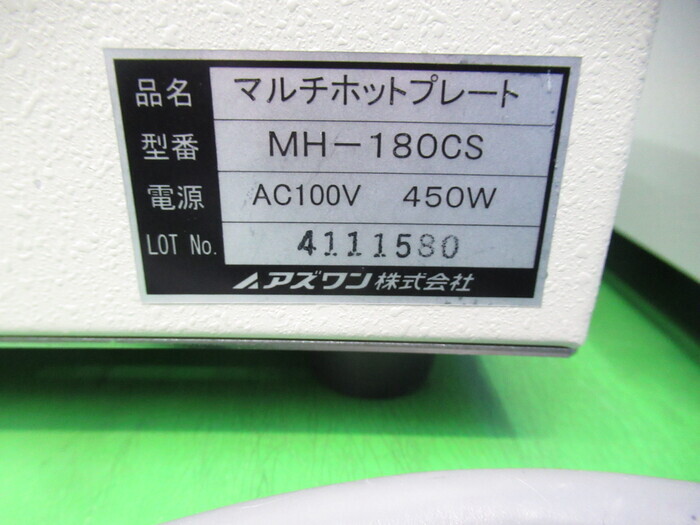 品名 マルチホットプレート
型番 MH-180CS
電源 AC100V 450W
LOT No. 4111580
アズワン株式会社